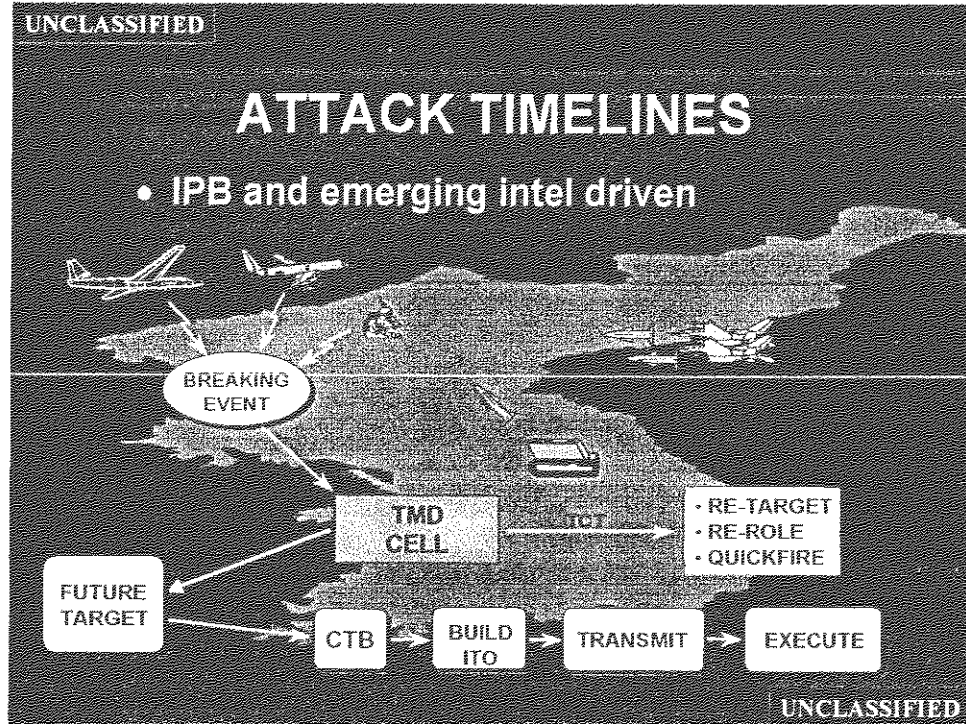 UNCLASSIFIED
ATTACK TIMELINES
• IPB and emerging intel driven
BREAKING
EVENT
TMD
CELL
TCT
• RE-TARGET
• RE-ROLE
• QUICKFIRE
FUTURE
TARGET
CTB
BUILD
ITO
TRANSMIT
EXECUTE
UNCLASSIFIED